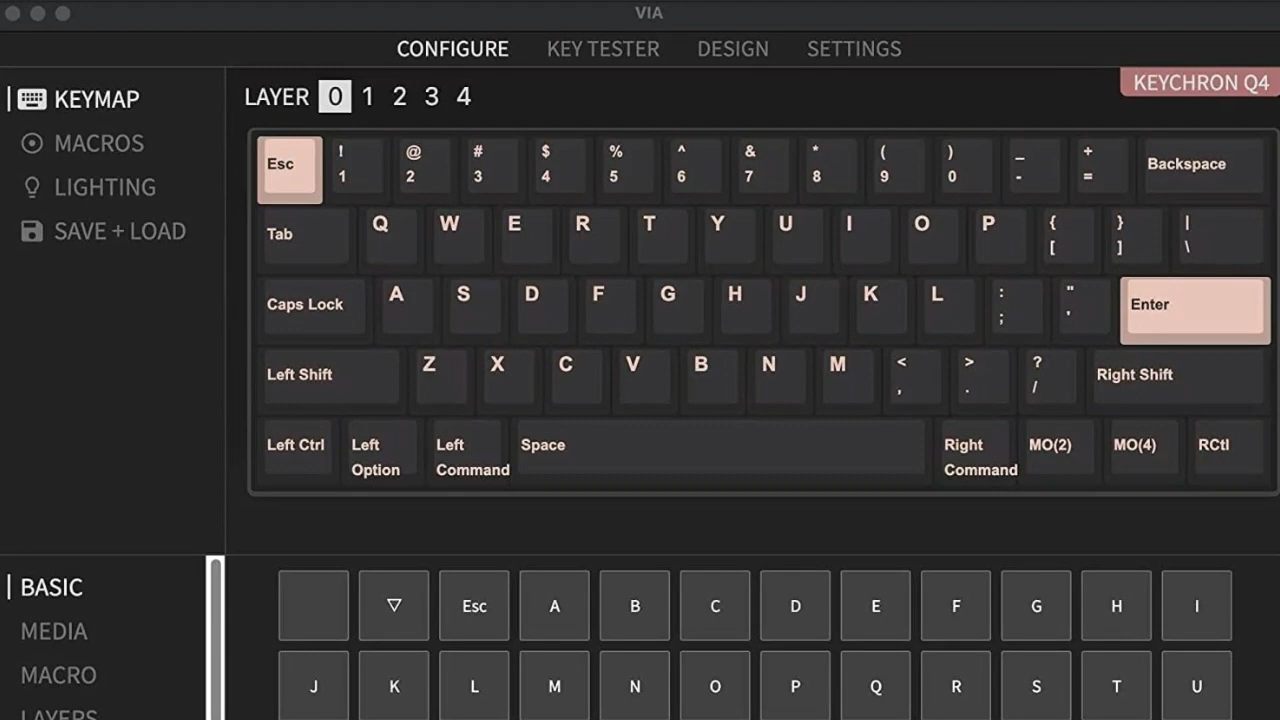 VIA
CONFIGURE KEY TESTER DESIGN SETTINGS
KEYMAP
MACROS
LIGHTING
SAVE + LOAD
LAYER 0 1 2 3 4
KEYCHRON Q4
Esc ! @ # $ % ^ & * ( ) _ + Backspace
1 2 3 4 5 6 7 8 9 0 - =
Tab Q W E R T Y U I O P { } |
[ ] \
Caps Lock A S D F G H J K L : " Enter
; '
Left Shift Z X C V B N M < > ? Right Shift
, . /
Left Ctrl Left Left Space Right MO(2) MO(4) RCtl
Option Command Command
BASIC
MEDIA
MACRO
LAYERS
▽ Esc A B C D E F G H I
J K L M N O P Q R S T U